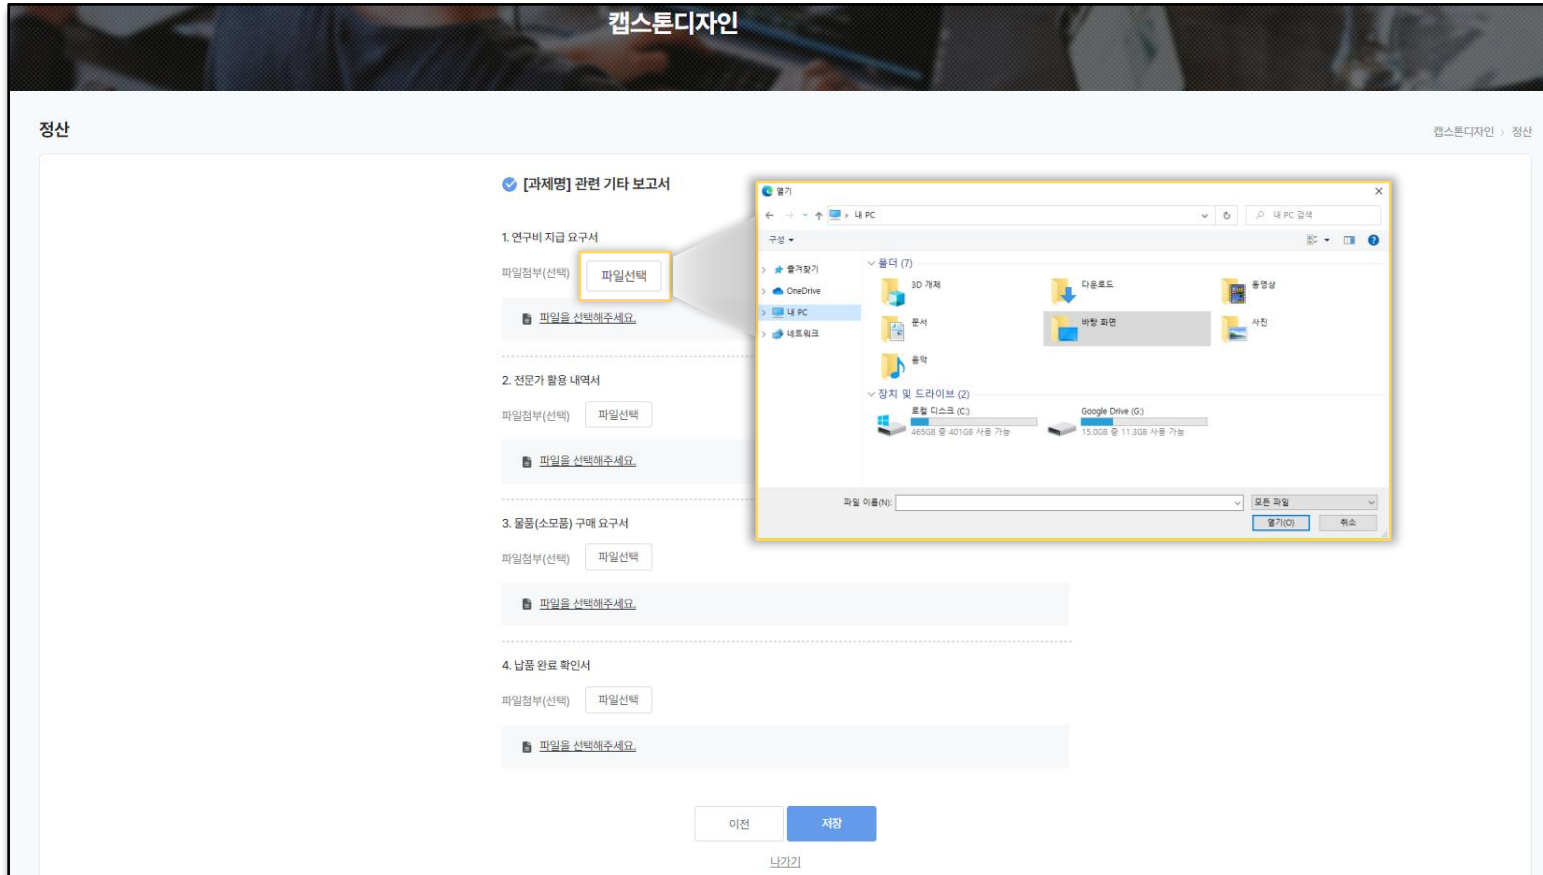 캡스톤디자인
정산
캡스톤디자인 > 정산
[과제명] 관련 기타 보고서
1. 연구비 지급 요구서
파일첨부(선택) 파일선택
파일을 선택해주세요.
2. 전문가 활용 내역서
파일첨부(선택) 파일선택
파일을 선택해주세요.
3. 물품(소모품) 구매 요구서
파일첨부(선택) 파일선택
파일을 선택해주세요.
4. 납품 완료 확인서
파일첨부(선택) 파일선택
파일을 선택해주세요.
이전 저장
나가기
열기
내 PC
내 PC 검색
구성
즐겨찾기
OneDrive
내 PC
네트워크
폴더 (7)
3D 개체 다운로드 동영상
문서 바탕 화면 사진
음악
장치 및 드라이브 (2)
로컬 디스크 (C:) Google Drive (G:)
465GB 중 401GB 사용 가능 15.0GB 중 11.3GB 사용 가능
파일 이름(N): 모든 파일
열기(O) 취소